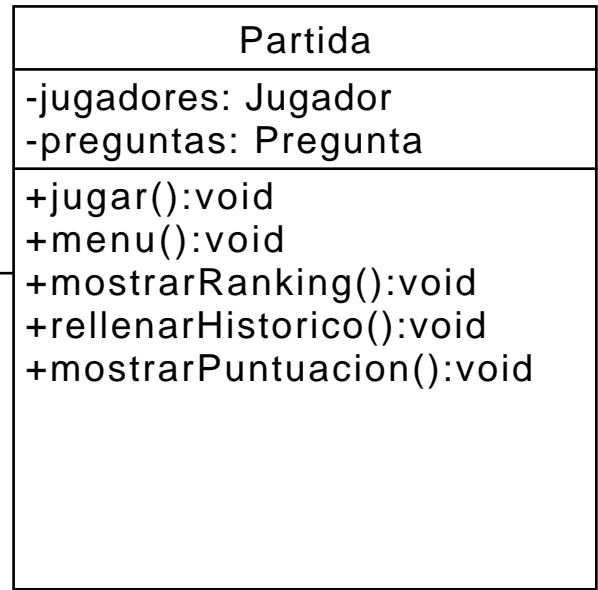 Partida
-jugadores: Jugador
-preguntas: Pregunta
+jugar():void
+menu():void
+mostrarRanking():void
+rellenarHistorico():void
+mostrarPuntuacion():void